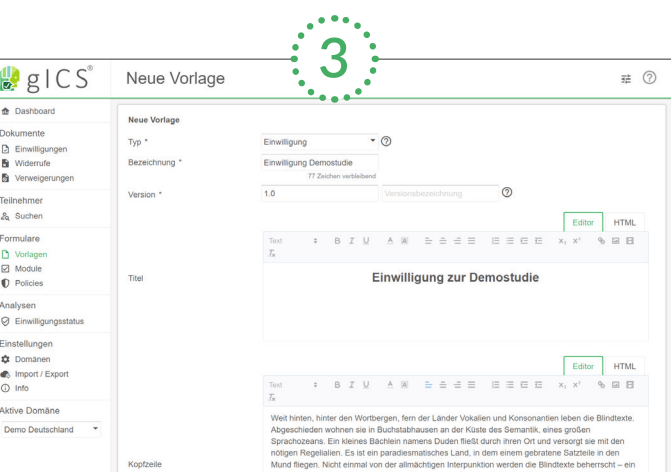 3
gICS®
Neue Vorlage
Dashboard
Dokumente
Einwilligungen
Widerrufe
Verweigerungen
Teilnehmer
Suchen
Formulare
Vorlagen
Module
Policies
Analysen
Einwilligungsstatus
Einstellungen
Domänen
Import / Export
Info
Aktive Domäne
Demo Deutschland
Neue Vorlage
Typ * Einwilligung
Bezeichnung * Einwilligung Demostudie
77 Zeichen verbleibend
Version * 1.0 Versionsbezeichnung
Editor HTML
Text B I U A A X₁ X²
Tx
Titel
Einwilligung zur Demostudie
Editor HTML
Text B I U A A X₁ X²
Tx
Kopfzeile
Weit hinten, hinter den Wortbergen, fern der Länder Vokalien und Konsonantien leben die Blindtexte.
Abgeschieden wohnen sie in Buchstabhausen an der Küste des Semantik, eines großen
Sprachozeans. Ein kleines Bächlein namens Duden fließt durch ihren Ort und versorgt sie mit den
nötigen Regelialien. Es ist ein paradiesmatisches Land, in dem einem gebratene Satzteile in den
Mund fliegen. Nicht einmal von der allmächtigen Interpunktion werden die Blindtexte beherrscht – ein